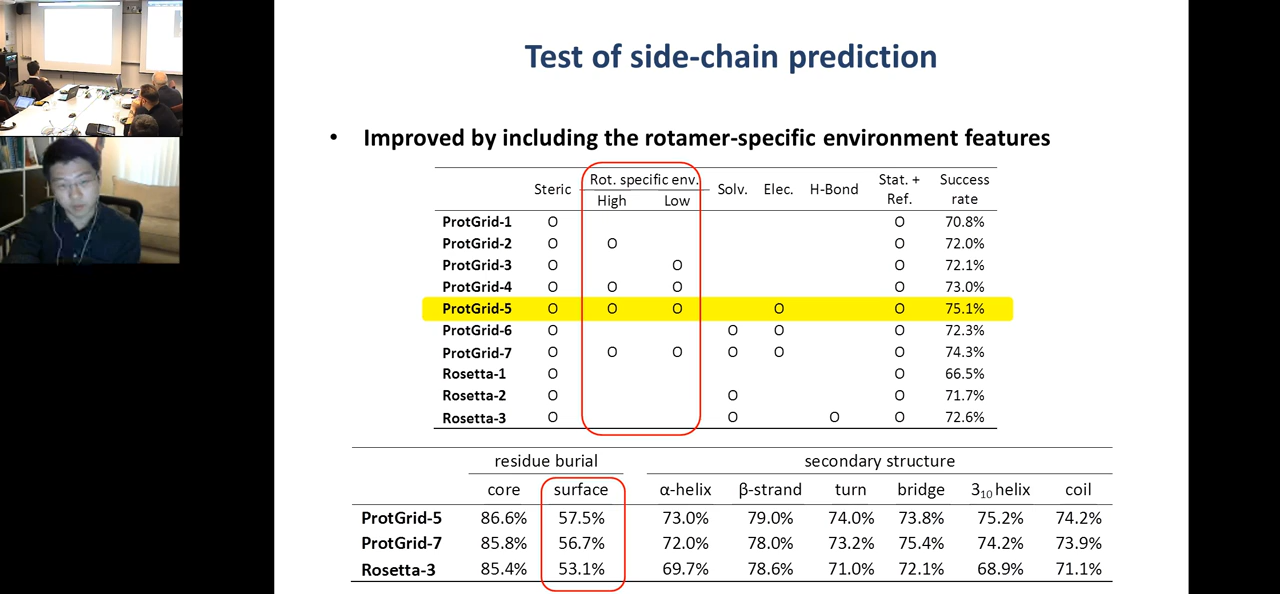 Test of side-chain prediction
• Improved by including the rotamer-specific environment features
Steric Rot. specific env. Solv. Elec. H-Bond Stat. + Ref. Success rate
High Low
ProtGrid-1 O O 70.8%
ProtGrid-2 O O O 72.0%
ProtGrid-3 O O O 72.1%
ProtGrid-4 O O O O 73.0%
ProtGrid-5 O O O O O 75.1%
ProtGrid-6 O O O O 72.3%
ProtGrid-7 O O O O O O 74.3%
Rosetta-1 O O 66.5%
Rosetta-2 O O O 71.7%
Rosetta-3 O O O O 72.6%
residue burial secondary structure
core surface α-helix β-strand turn bridge 3₁₀ helix coil
ProtGrid-5 86.6% 57.5% 73.0% 79.0% 74.0% 73.8% 75.2% 74.2%
ProtGrid-7 85.8% 56.7% 72.0% 78.0% 73.2% 75.4% 74.2% 73.9%
Rosetta-3 85.4% 53.1% 69.7% 78.6% 71.0% 72.1% 68.9% 71.1%